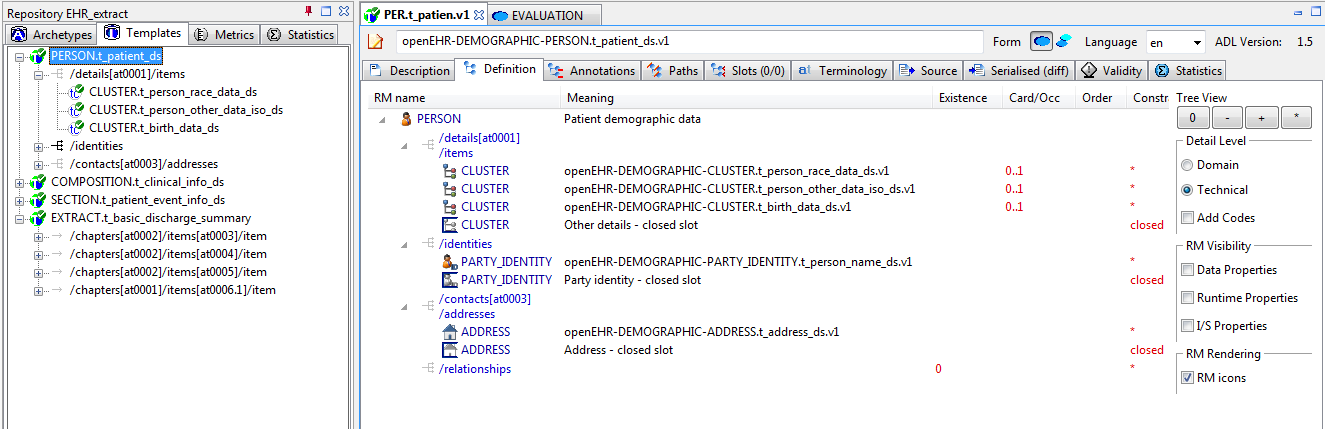 Repository EHR_extract
Archetypes Templates Metrics Statistics
PERSON.t_patient_ds
/details[at0001]/items
CLUSTER.t_person_race_data_ds
CLUSTER.t_person_other_data_iso_ds
CLUSTER.t_birth_data_ds
/identities
/contacts[at0003]/addresses
COMPOSITION.t_clinical_info_ds
SECTION.t_patient_event_info_ds
EXTRACT.t_basic_discharge_summary
/chapters[at0002]/items[at0003]/item
/chapters[at0002]/items[at0004]/item
/chapters[at0002]/items[at0005]/item
/chapters[at0001]/items[at0006.1]/item
PER.t_patien.v1 EVALUATION
openEHR-DEMOGRAPHIC-PERSON.t_patient_ds.v1 Form Language en ADL Version: 1.5
Description Definition Annotations Paths Slots (0/0) Terminology Source Serialised (diff) Validity Statistics
RM name Meaning Existence Card/Occ Order Constra
PERSON Patient demographic data
/details[at0001]
/items
CLUSTER openEHR-DEMOGRAPHIC-CLUSTER.t_person_race_data_ds.v1 0..1 *
CLUSTER openEHR-DEMOGRAPHIC-CLUSTER.t_person_other_data_iso_ds.v1 0..1 *
CLUSTER openEHR-DEMOGRAPHIC-CLUSTER.t_birth_data_ds.v1 0..1 *
CLUSTER Other details - closed slot closed
/identities
PARTY_IDENTITY openEHR-DEMOGRAPHIC-PARTY_IDENTITY.t_person_name_ds.v1 *
PARTY_IDENTITY Party identity - closed slot closed
/contacts[at0003]
/addresses
ADDRESS openEHR-DEMOGRAPHIC-ADDRESS.t_address_ds.v1 *
ADDRESS Address - closed slot closed
/relationships 0 *
Tree View
0 - + *
Detail Level
Domain
Technical
Add Codes
RM Visibility
Data Properties
Runtime Properties
I/S Properties
RM Rendering
RM icons